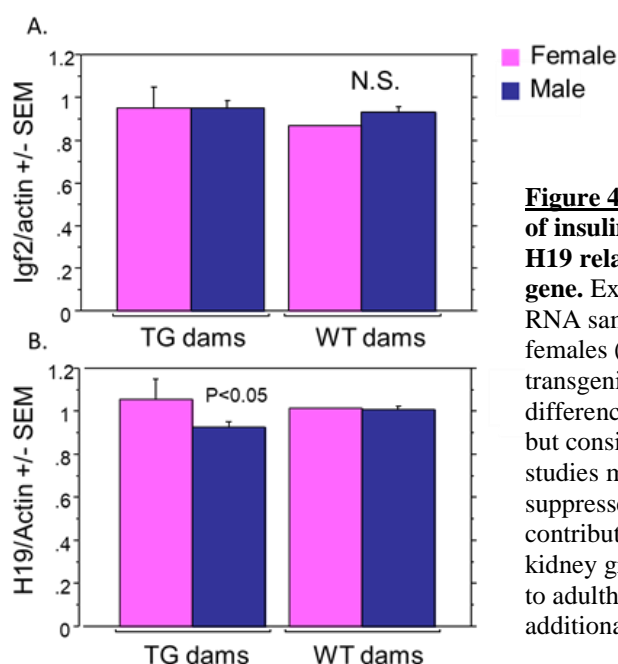 A.
1.2
1
.8
.6
.4
.2
0
Igf2/actin +/- SEM
N.S.
TG dams
WT dams
Female
Male
B.
1.2
1
.8
.6
.4
.2
0
H19/Actin +/- SEM
P<0.05
TG dams
WT dams
Figure 4
of insulin
H19 rela
gene. Ex
RNA san
females (
transgeni
difference
but consi
studies m
suppresse
contribut
kidney g
to adulth
additiona